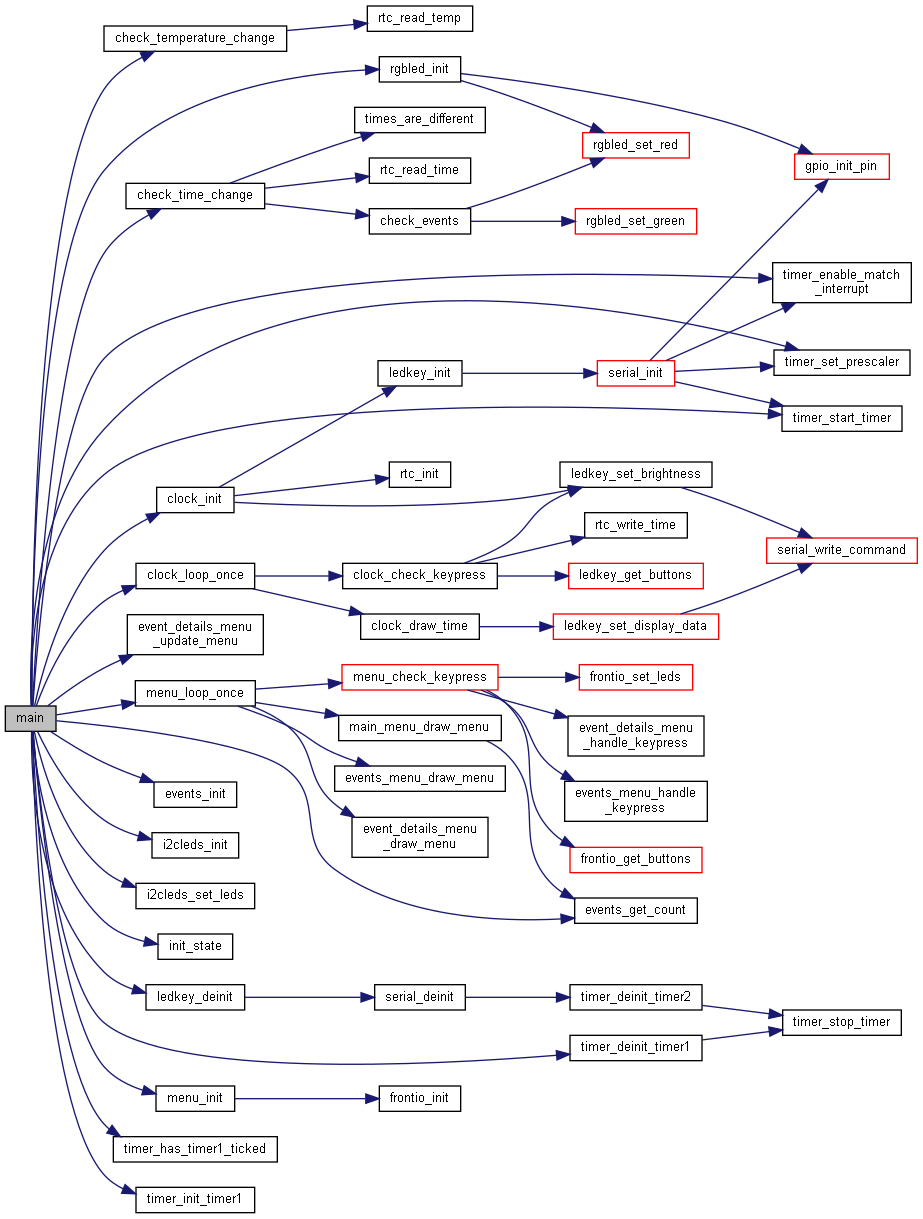 rtc_read_temp
check_temperature_change
rgbled_init
times_are_different
rgbled_set_red
gpio_init_pin
rtc_read_time
check_time_change
check_events
rgbled_set_green
timer_enable_match
_interrupt
timer_set_prescaler
ledkey_init
serial_init
timer_start_timer
ledkey_set_brightness
rtc_init
clock_init
rtc_write_time
serial_write_command
clock_loop_once
clock_check_keypress
ledkey_get_buttons
clock_draw_time
ledkey_set_display_data
event_details_menu
_update_menu
menu_check_keypress
frontio_set_leds
menu_loop_once
main
main_menu_draw_menu
event_details_menu
_handle_keypress
events_menu_draw_menu
events_init
events_menu_handle
_keypress
event_details_menu
_draw_menu
i2cleds_init
frontio_get_buttons
i2cleds_set_leds
events_get_count
init_state
ledkey_deinit
serial_deinit
timer_deinit_timer2
timer_stop_timer
timer_deinit_timer1
menu_init
frontio_init
timer_has_timer1_ticked
timer_init_timer1